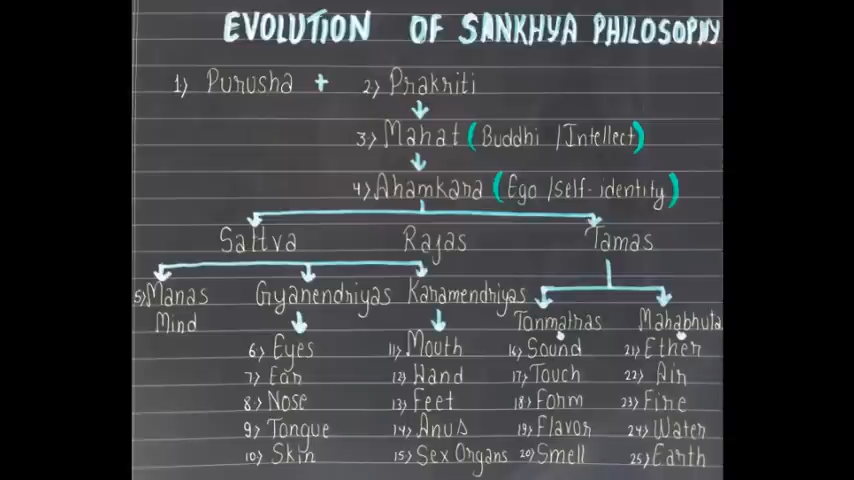 EVOLUTION OF SANKHYA PHILOSOPHY
1) Purusha + 2) Prakriti
3) Mahat (Buddhi / Intellect)
4) Ahamkara (Ego / self-identity)
Sattva Rajas Tamas
5) Manas Gyanendriyas Karamendriyas
Mind Tanmathas Mahabhuta
6) Eyes 11) Mouth 16) Sound 21) Ether
7) Ear 12) Hand 17) Touch 22) Air
8) Nose 13) Feet 18) Form 23) Fire
9) Tongue 14) Anus 19) Flavor 24) Water
10) Skin 15) Sex Organs 20) Smell 25) Earth